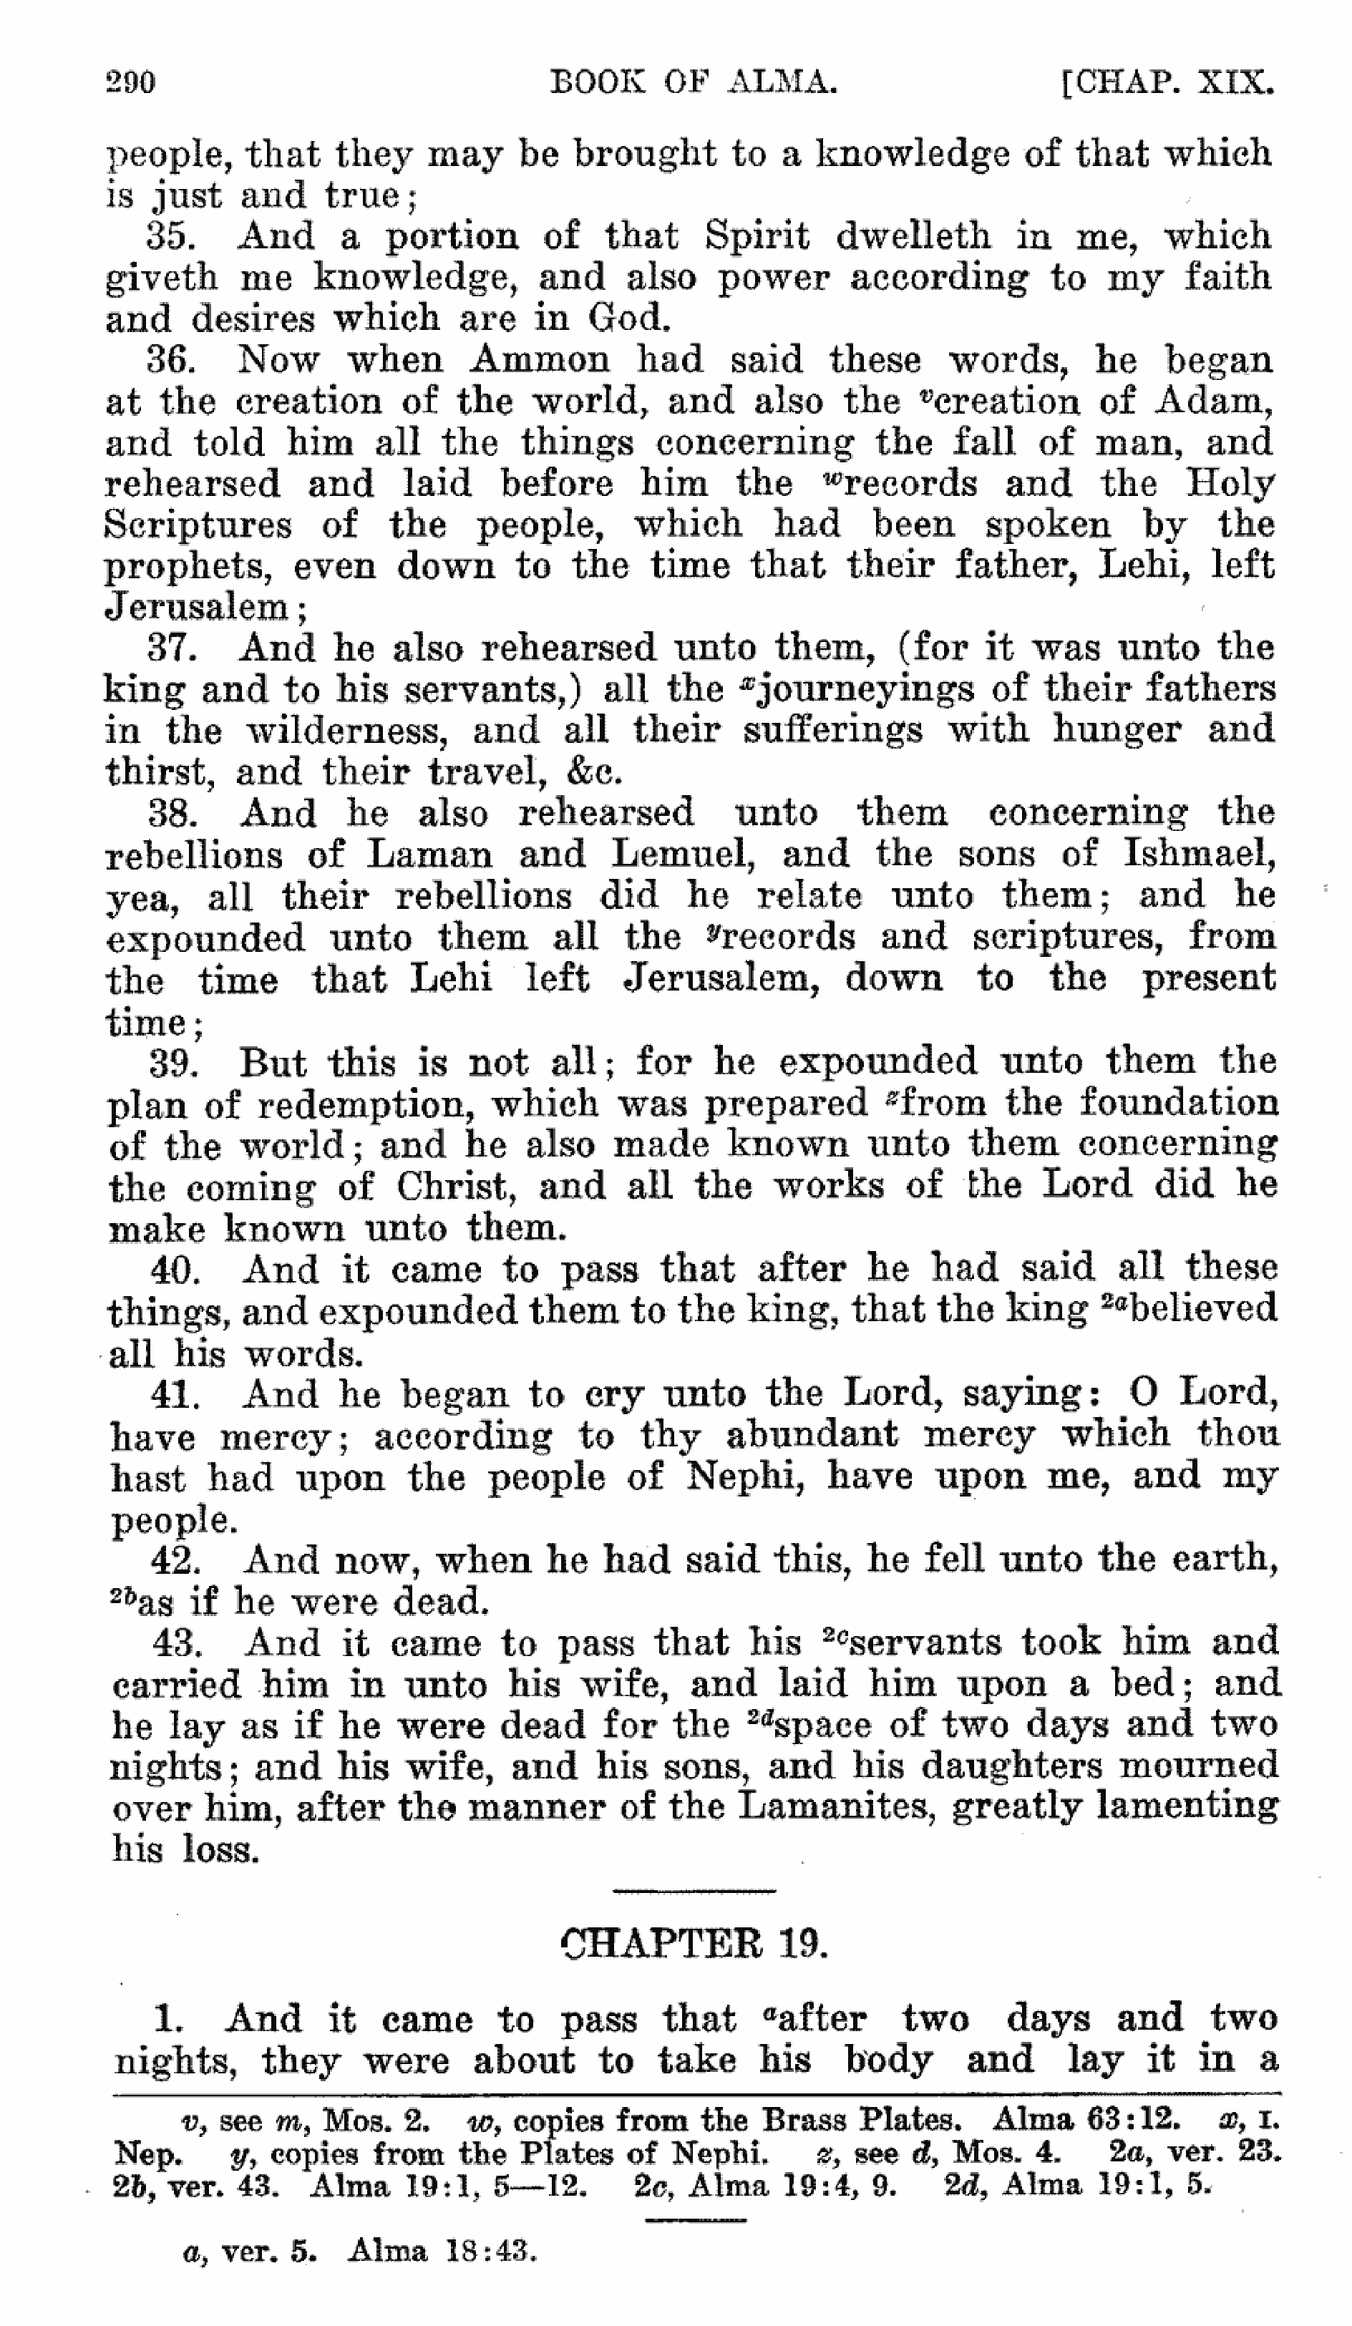 290 BOOK OF ALMA. [CHAP. XIX.
people, that they may be brought to a knowledge of that which
is just and true;
35. And a portion of that Spirit dwelleth in me, which
giveth me knowledge, and also power according to my faith
and desires which are in God.
36. Now when Ammon had said these words, he began
at the creation of the world, and also the vcreation of Adam,
and told him all the things concerning the fall of man, and
rehearsed and laid before him the wrecords and the Holy
Scriptures of the people, which had been spoken by the
prophets, even down to the time that their father, Lehi, left
Jerusalem;
37. And he also rehearsed unto them, (for it was unto the
king and to his servants,) all the xjourneyings of their fathers
in the wilderness, and all their sufferings with hunger and
thirst, and their travel, &c.
38. And he also rehearsed unto them concerning the
rebellions of Laman and Lemuel, and the sons of Ishmael,
yea, all their rebellions did he relate unto them; and he
expounded unto them all the yrecords and scriptures, from
the time that Lehi left Jerusalem, down to the present
time;
39. But this is not all; for he expounded unto them the
plan of redemption, which was prepared zfrom the foundation
of the world; and he also made known unto them concerning
the coming of Christ, and all the works of the Lord did he
make known unto them.
40. And it came to pass that after he had said all these
things, and expounded them to the king, that the king 2abelieved
all his words.
41. And he began to cry unto the Lord, saying: O Lord,
have mercy; according to thy abundant mercy which thou
hast had upon the people of Nephi, have upon me, and my
people.
42. And now, when he had said this, he fell unto the earth,
2bas if he were dead.
43. And it came to pass that his 2cservants took him and
carried him in unto his wife, and laid him upon a bed; and
he lay as if he were dead for the 2dspace of two days and two
nights; and his wife, and his sons, and his daughters mourned
over him, after the manner of the Lamanites, greatly lamenting
his loss.
CHAPTER 19.
1. And it came to pass that aafter two days and two
nights, they were about to take his body and lay it in a
v, see m, Mos. 2. w, copies from the Brass Plates. Alma 63:12. x, I.
Nep. y, copies from the Plates of Nephi. z, see d, Mos. 4. 2a, ver. 23.
2b, ver. 43. Alma 19:1, 5—12. 2c, Alma 19:4, 9. 2d, Alma 19:1, 5.
a, ver. 5. Alma 18:43.